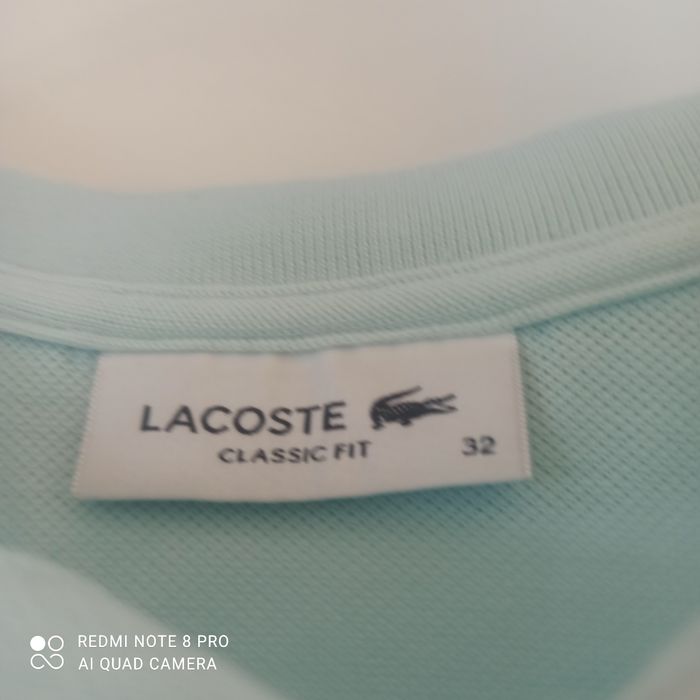 LACOSTE
CLASSIC FIT
32
REDMI NOTE 8 PRO
AI QUAD CAMERA